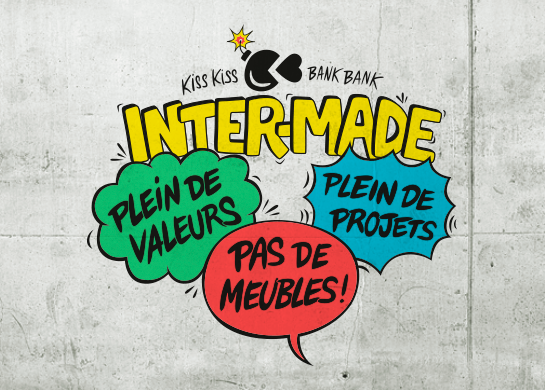 KISS KISS BANK BANK
INTER-MADE
PLEIN DE
VALEURS
PLEIN DE
PROJETS
PAS DE
MEUBLES!